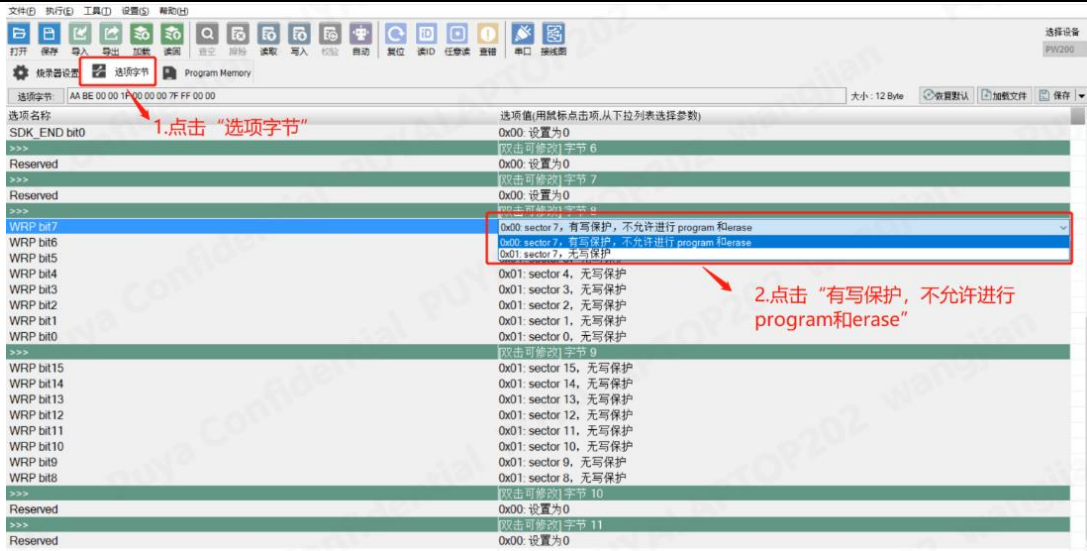 文件(F) 执行(E) 工具(T) 设置(S) 帮助(H)
打开 保存 导入 导出 加载 读回 查空 擦除 读取 写入 校验 自动 复位 读ID 任意读 查错 串口 接线图
选择设备
PW200
烧录器设置 选项字节 Program Memory
选项字节: AA BE 00 00 1F 00 00 00 7F FF 00 00 大小: 12 Byte 恢复默认 加载文件 保存
选项名称 选项值(用鼠标点击项,从下拉列表选择参数)
1.点击“选项字节”
SDK_END bit0 0x00: 设置为0
>>> [双击可修改] 字节 6
Reserved 0x00: 设置为0
>>> [双击可修改] 字节 7
Reserved 0x00: 设置为0
>>> [双击可修改] 字节 8
WRP bit7 0x00: sector 7，有写保护，不允许进行 program 和erase
WRP bit6 0x00: sector 7，有写保护，不允许进行 program 和erase
WRP bit5 0x01: sector 7，无写保护
WRP bit4 0x01: sector 4，无写保护
WRP bit3 0x01: sector 3，无写保护
WRP bit2 0x01: sector 2，无写保护
WRP bit1 0x01: sector 1，无写保护
WRP bit0 0x01: sector 0，无写保护
2.点击“有写保护，不允许进行
program和erase”
>>> [双击可修改] 字节 9
WRP bit15 0x01: sector 15，无写保护
WRP bit14 0x01: sector 14，无写保护
WRP bit13 0x01: sector 13，无写保护
WRP bit12 0x01: sector 12，无写保护
WRP bit11 0x01: sector 11，无写保护
WRP bit10 0x01: sector 10，无写保护
WRP bit9 0x01: sector 9，无写保护
WRP bit8 0x01: sector 8，无写保护
>>> [双击可修改] 字节 10
Reserved 0x00: 设置为0
>>> [双击可修改] 字节 11
Reserved 0x00: 设置为0